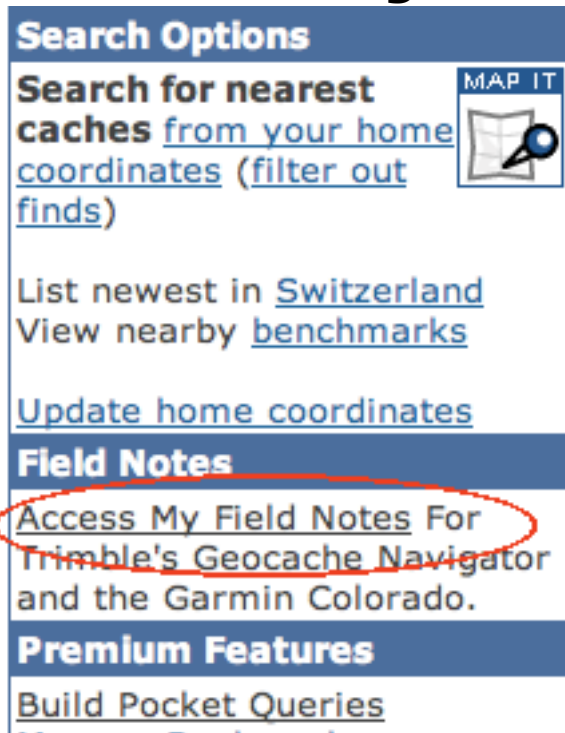 Search Options
Search for nearest
MAP IT
caches from your home
coordinates (filter out
finds)
List newest in Switzerland
View nearby benchmarks
Update home coordinates
Field Notes
Access My Field Notes For
Trimble's Geocache Navigator
and the Garmin Colorado.
Premium Features
Build Pocket Queries